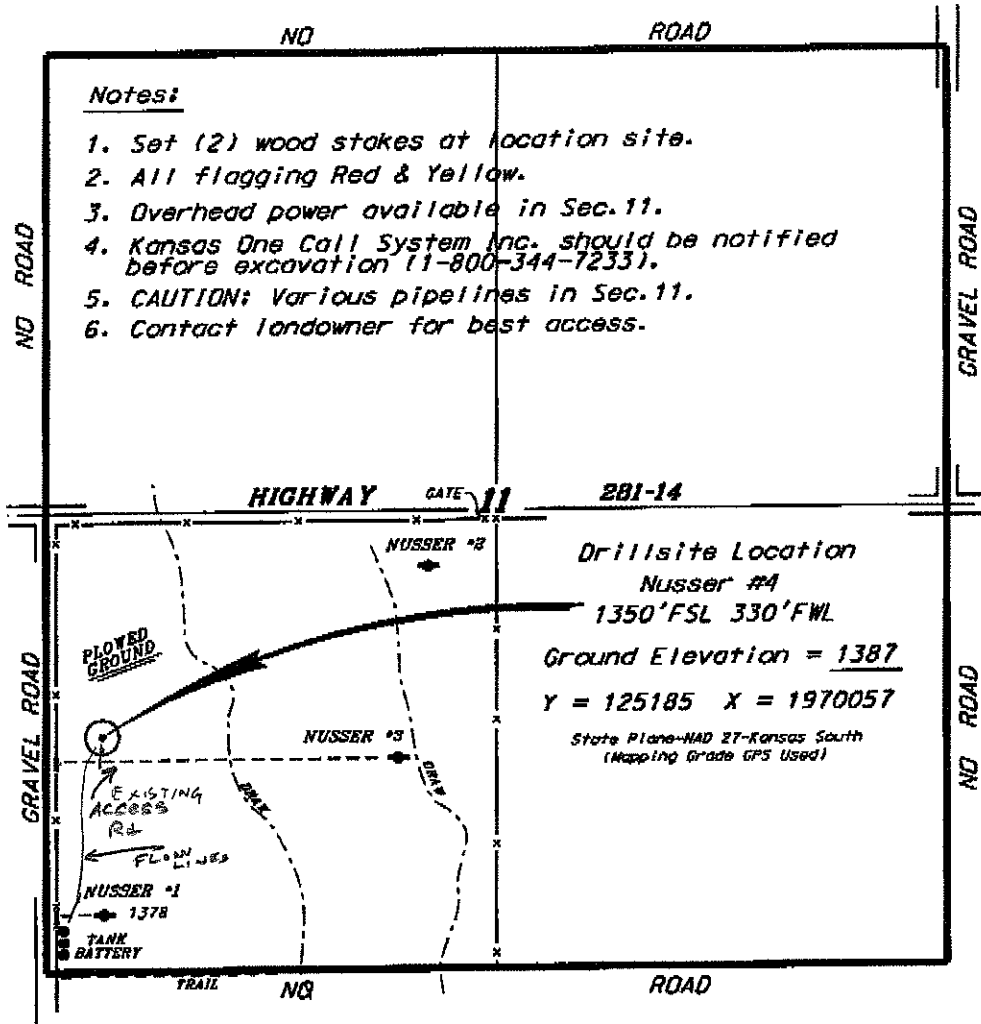 NO ROAD
Notes:
1. Set (2) wood stakes at location site.
2. All flagging Red & Yellow.
3. Overhead power available in Sec. 11.
4. Kansas One Call System Inc. should be notified
before excavation (1-800-344-7233).
5. CAUTION: Various pipelines in Sec. 11.
6. Contact landowner for best access.
NO ROAD
GRAVEL ROAD
HIGHWAY GATE 11 281-14
NUSSER #2
Drillsite Location
Nusser #4
1350'FSL 330'FWL
PLOWED
GROUND
Ground Elevation = 1387
Y = 125185 X = 1970057
NUSSER #3
State Plane-NAD 27-Kansas South
(Mapping Grade GPS Used)
GRAVEL ROAD
NO ROAD
DRAW
DRAW
EXISTING
ACCESS
Rd
FLOW
LINES
NUSSER #1
1378
TANK
BATTERY
TRAIL NO ROAD